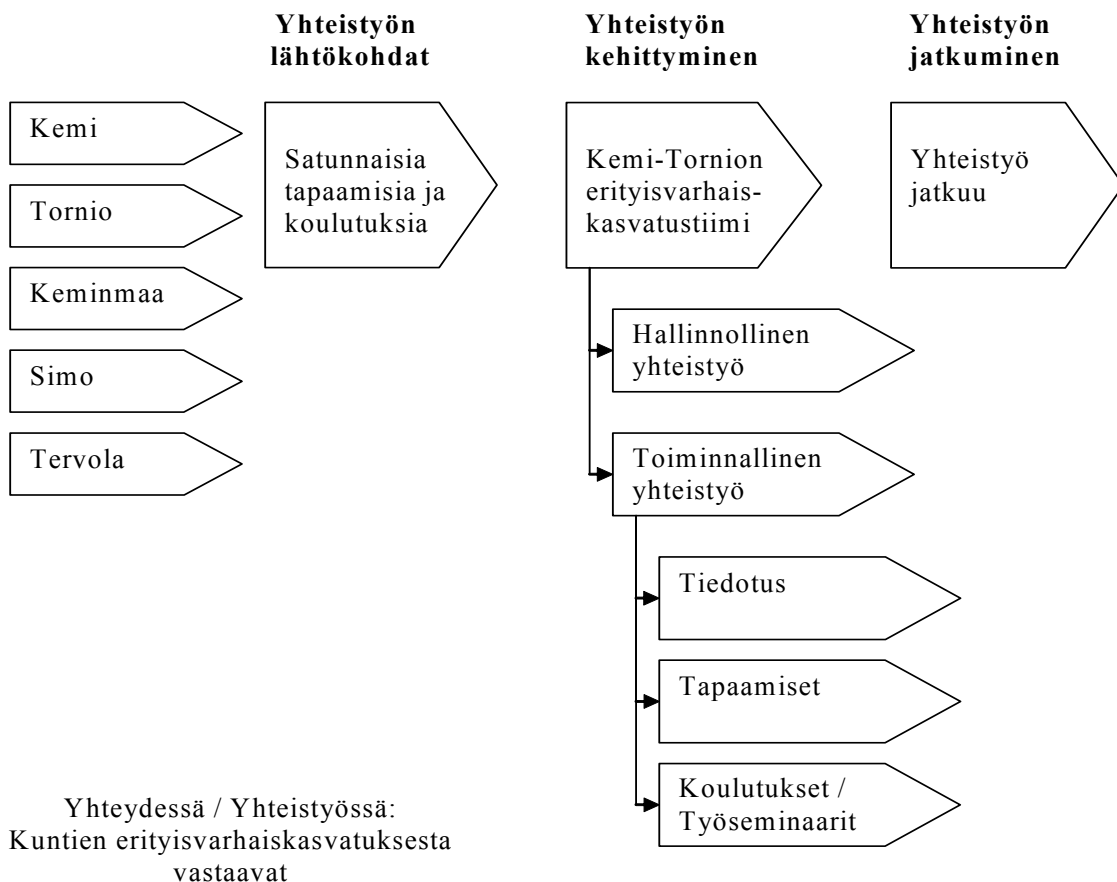 Yhteistyön
lähtökohdat
Yhteistyön
kehittyminen
Yhteistyön
jatkuminen
Kemi
Tornio
Keminmaa
Simo
Tervola
Satunnaisia
tapaamisia ja
koulutuksia
Kemi-Tornion
erityisvarhais-
kasvatustiimi
Yhteistyö
jatkuu
Hallinnollinen
yhteistyö
Toiminnallinen
yhteistyö
Tiedotus
Tapaamiset
Koulutukset /
Työseminaarit
Yhteydessä / Yhteistyössä:
Kuntien erityisvarhaiskasvatuksesta
vastaavat